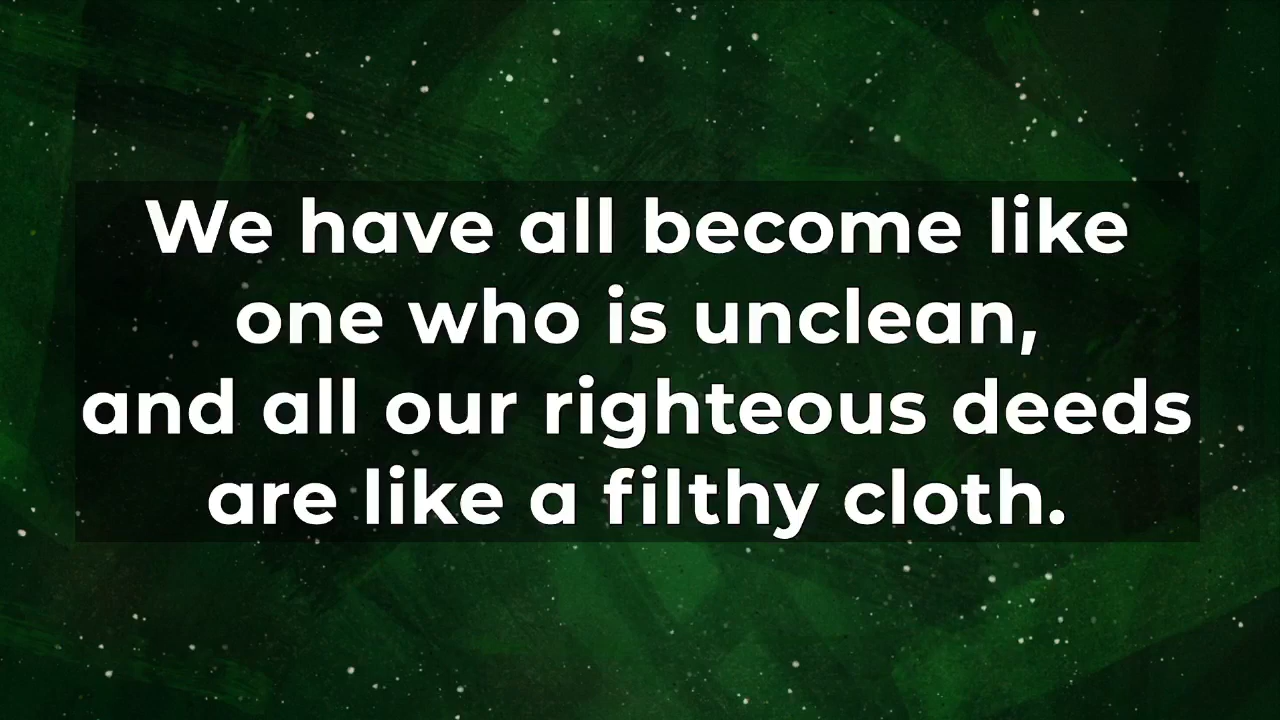 We have all become like
one who is unclean,
and all our righteous deeds
are like a filthy cloth.